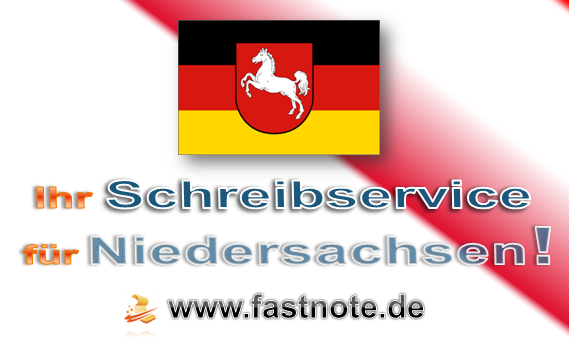 Ihr Schreibservice
für Niedersachsen!
www.fastnote.de